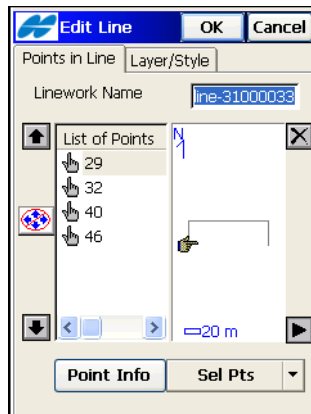 Edit Line OK Cancel
Points in Line Layer/Style
Linework Name line-31000033
List of Points N
29
32
40
46
20 m
Point Info Sel Pts